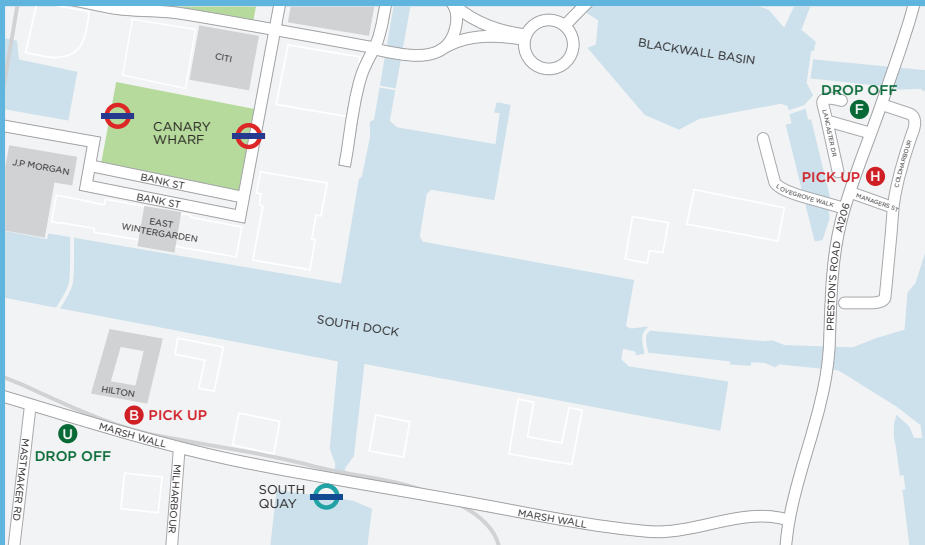 BLACKWALL BASIN
CITI
DROP OFF
F
CANARY
WHARF
LANCASTER DR
COLDHARBOUR
J.P MORGAN
PICK UP H
BANK ST
BANK ST
LOVEGROVE WALK
MANAGERS ST
EAST
WINTERGARDEN
PRESTON'S ROAD A1206
SOUTH DOCK
HILTON
B PICK UP
U
DROP OFF
MARSH WALL
MASTMAKER RD
MILHARBOUR
SOUTH
QUAY
MARSH WALL